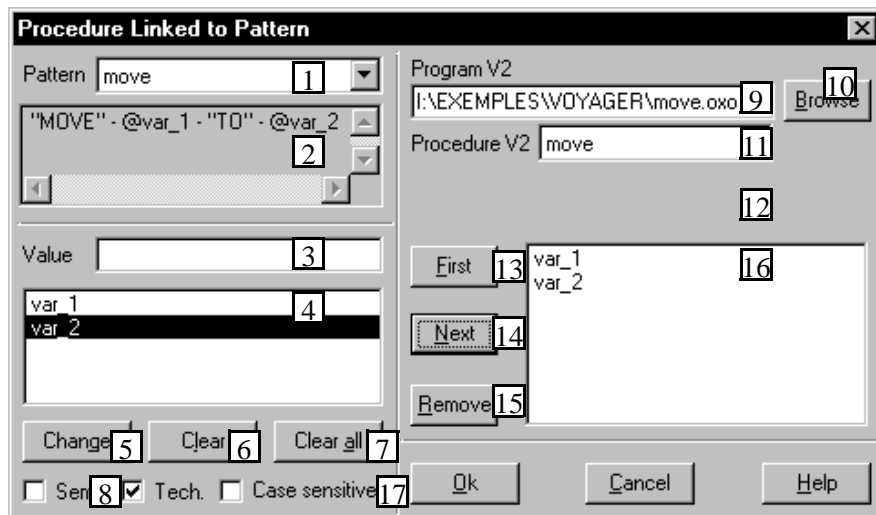 Procedure Linked to Pattern
Pattern move 1
"MOVE" - @var_1 - "TO" - @var_2
2
Value 3
var_1 4
var_2
Change 5 Clear 6 Clear all 7
8 Tech. Case sensitive 17
Program V2
I:\EXEMPLES\VOYAGER\move.oxo 9 Browse 10
Procedure V2 move 11
12
First 13
Next 14
Remove 15
var_1 16
var_2
Ok Cancel Help